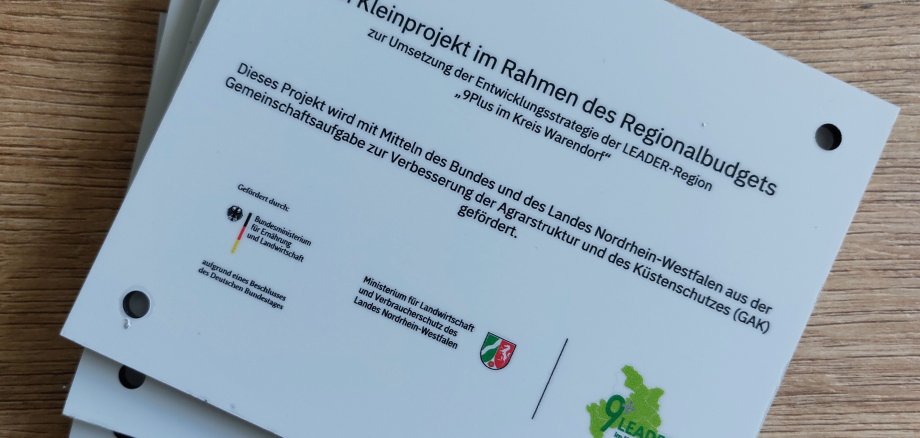 Kleinprojekt im Rahmen des Regionalbudgets
zur Umsetzung der Entwicklungsstrategie der LEADER-Region
„9Plus im Kreis Warendorf“
Dieses Projekt wird mit Mitteln des Bundes und des Landes Nordrhein-Westfalen aus der
Gemeinschaftsaufgabe zur Verbesserung der Agrarstruktur und des Küstenschutzes (GAK)
gefördert.
Gefördert durch:
Bundesministerium
für Ernährung
und Landwirtschaft
aufgrund eines Beschlusses
des Deutschen Bundestages
Ministerium für Landwirtschaft
und Verbraucherschutz des
Landes Nordrhein-Westfalen
9+
LEADE